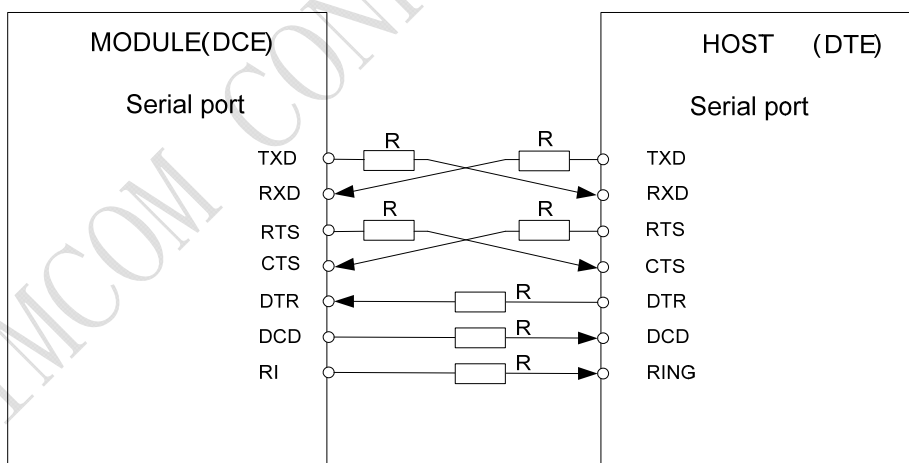 MODULE(DCE)
Serial port
HOST (DTE)
Serial port
R R
TXD TXD
RXD RXD
R R
RTS RTS
CTS CTS
DTR R DTR
DCD R DCD
RI R RING